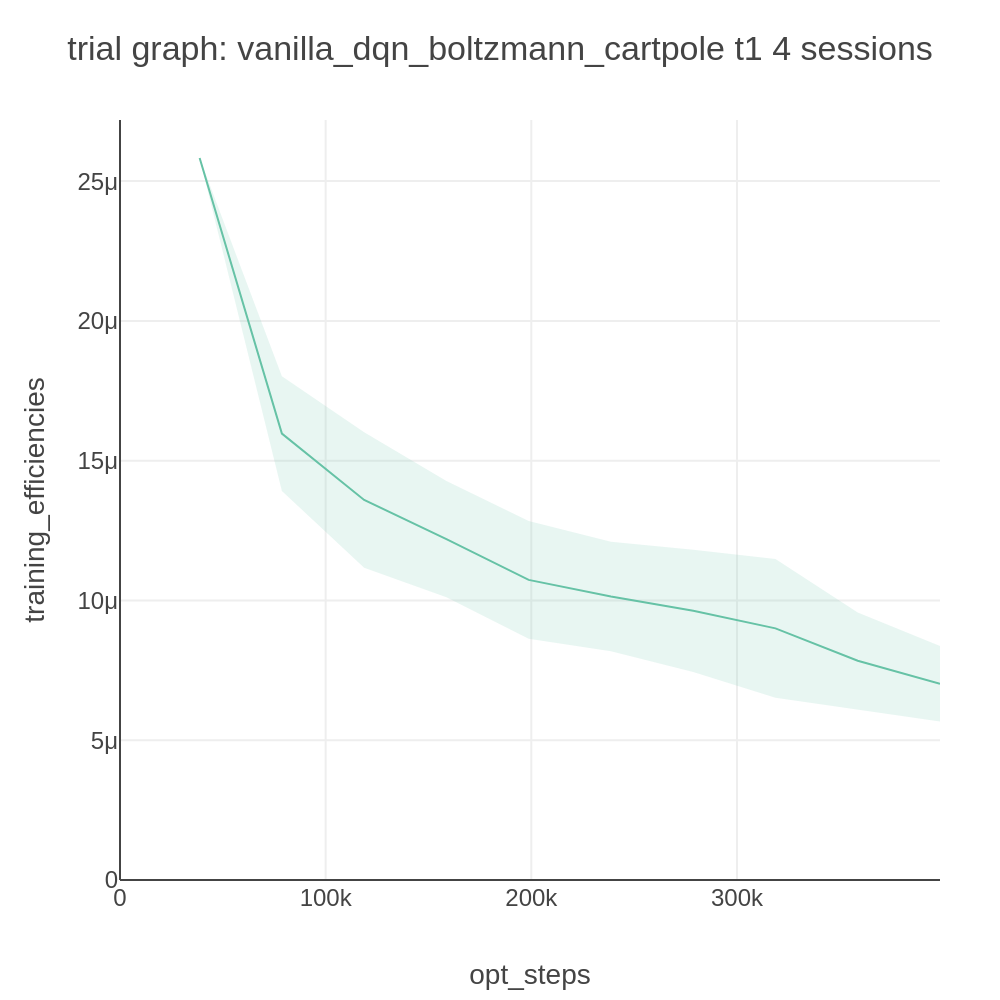 trial graph: vanilla_dqn_boltzmann_cartpole t1 4 sessions
25μ
20μ
15μ
10μ
5μ
0
training_efficiencies
0
100k
200k
300k
opt_steps